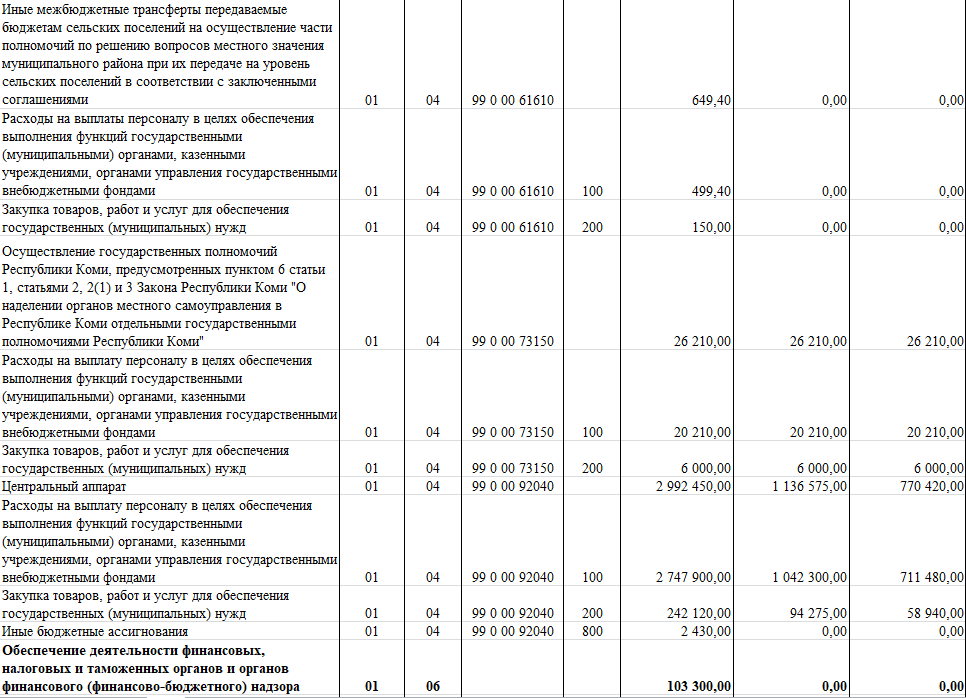 Иные межбюджетные трансферты передаваемые
бюджетам сельских поселений на осуществление части
полномочий по решению вопросов местного значения
муниципального района при их передаче на уровень
сельских поселений в соответствии с заключенными
соглашениями 01 04 99 0 00 61610 649,40 0,00 0,00
Расходы на выплаты персоналу в целях обеспечения
выполнения функций государственными
(муниципальными) органами, казенными
учреждениями, органами управления государственными
внебюджетными фондами 01 04 99 0 00 61610 100 499,40 0,00 0,00
Закупка товаров, работ и услуг для обеспечения
государственных (муниципальных) нужд 01 04 99 0 00 61610 200 150,00 0,00 0,00
Осуществление государственных полномочий
Республики Коми, предусмотренных пунктом 6 статьи
1, статьями 2, 2(1) и 3 Закона Республики Коми "О
наделении органов местного самоуправления в
Республике Коми отдельными государственными
полномочиями Республики Коми" 01 04 99 0 00 73150 26 210,00 26 210,00 26 210,00
Расходы на выплату персоналу в целях обеспечения
выполнения функций государственными
(муниципальными) органами, казенными
учреждениями, органами управления государственными
внебюджетными фондами 01 04 99 0 00 73150 100 20 210,00 20 210,00 20 210,00
Закупка товаров, работ и услуг для обеспечения
государственных (муниципальных) нужд 01 04 99 0 00 73150 200 6 000,00 6 000,00 6 000,00
Центральный аппарат 01 04 99 0 00 92040 2 992 450,00 1 136 575,00 770 420,00
Расходы на выплату персоналу в целях обеспечения
выполнения функций государственными
(муниципальными) органами, казенными
учреждениями, органами управления государственными
внебюджетными фондами 01 04 99 0 00 92040 100 2 747 900,00 1 042 300,00 711 480,00
Закупка товаров, работ и услуг для обеспечения
государственных (муниципальных) нужд 01 04 99 0 00 92040 200 242 120,00 94 275,00 58 940,00
Иные бюджетные ассигнования 01 04 99 0 00 92040 800 2 430,00 0,00 0,00
Обеспечение деятельности финансовых,
налоговых и таможенных органов и органов
финансового (финансово-бюджетного) надзора 01 06 103 300,00 0,00 0,00